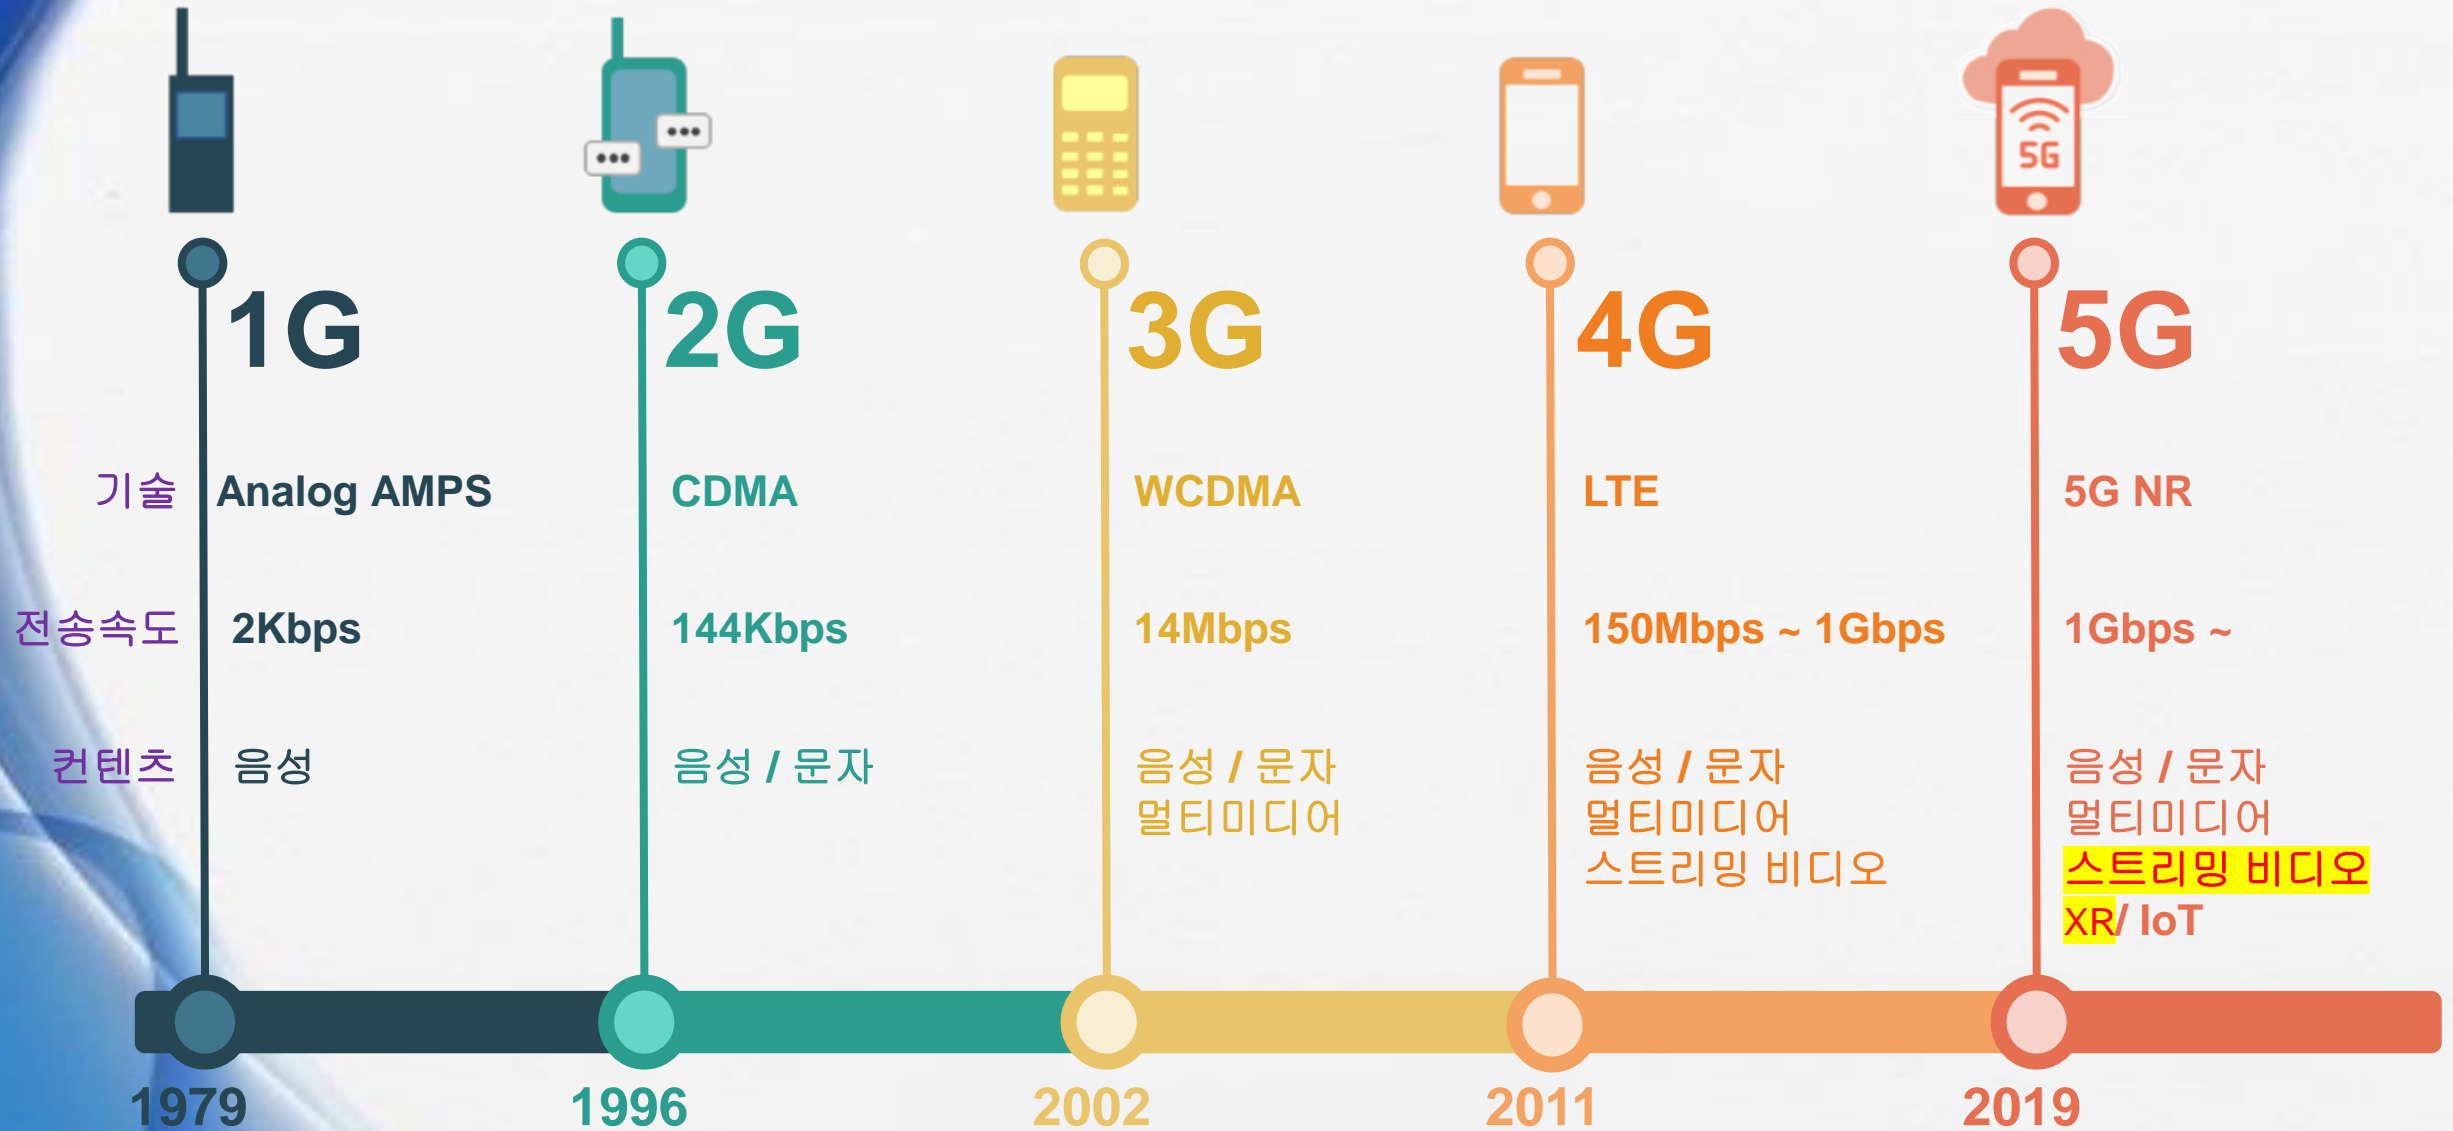 5G
1G 2G 3G 4G 5G
기술 Analog AMPS CDMA WCDMA LTE 5G NR
전송속도 2Kbps 144Kbps 14Mbps 150Mbps ~ 1Gbps 1Gbps ~
컨텐츠 음성 음성 / 문자 음성 / 문자 음성 / 문자 음성 / 문자
멀티미디어 멀티미디어 멀티미디어
스트리밍 비디오 스트리밍 비디오
XR/ IoT
1979 1996 2002 2011 2019